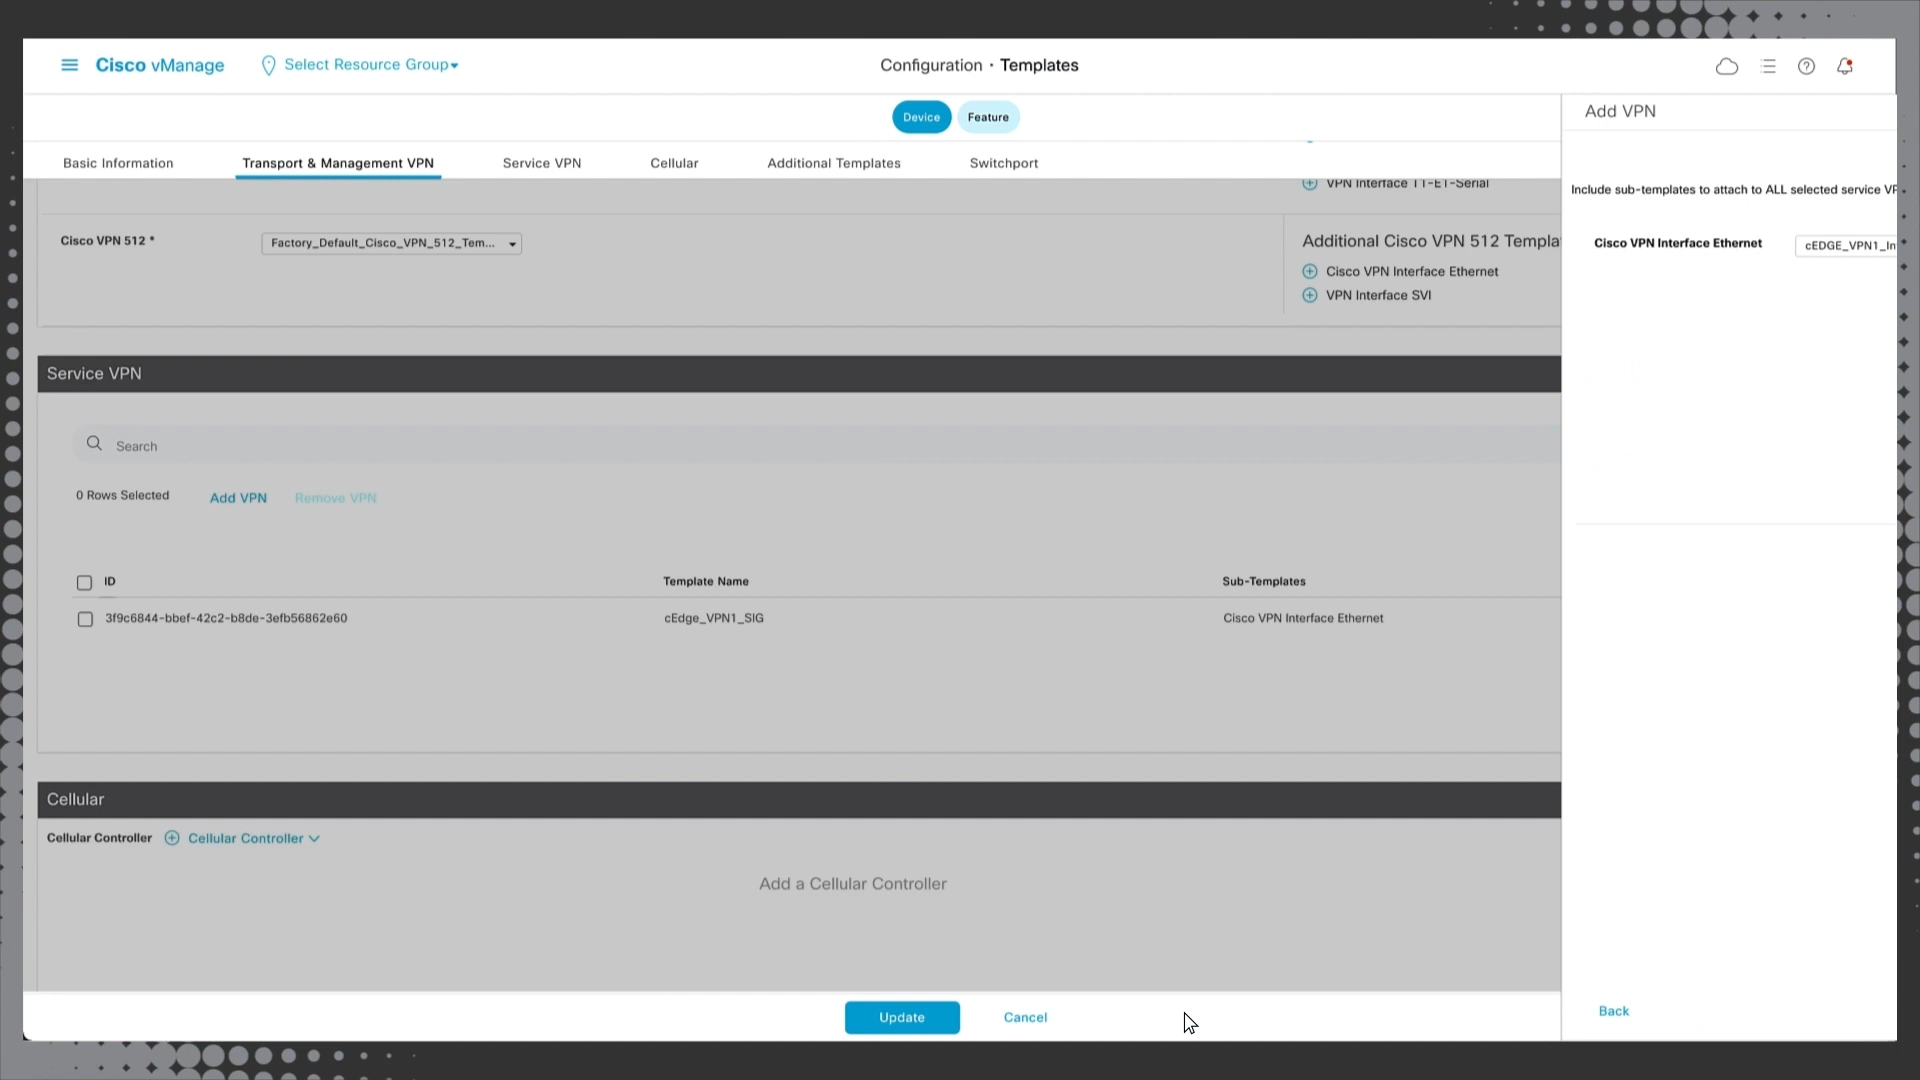 Cisco vManage
Select Resource Group
Configuration · Templates
Device
Feature
Add VPN
Basic Information
Transport & Management VPN
Service VPN
Cellular
Additional Templates
Switchport
VPN Interface T1-E1-Serial
Include sub-templates to attach to ALL selected service
Cisco VPN 512 *
Factory_Default_Cisco_VPN_512_Tem...
Additional Cisco VPN 512
Cisco VPN Interface Ethernet
cEDGE_VPN1_In
Cisco VPN Interface Ethernet
VPN Interface SVI
Service VPN
Search
0 Rows Selected
Add VPN
Remove VPN
ID
Template Name
Sub-Templates
3f9c6844-bbef-42c2-b8de-3efb56862e60
cEdge_VPN1_SIG
Cisco VPN Interface Ethernet
Cellular
Cellular Controller
Cellular Controller
Add a Cellular Controller
Update
Cancel
Back